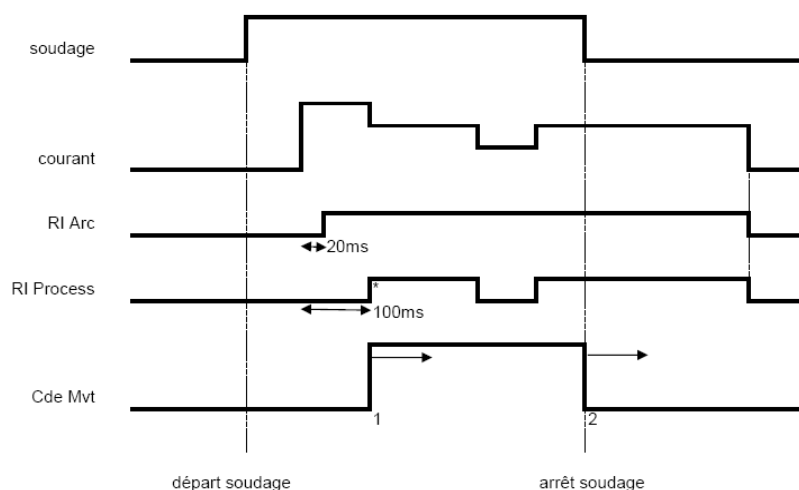 soudage
courant
RI Arc
20ms
RI Process
*
100ms
Cde Mvt
1
2
départ soudage
arrêt soudage